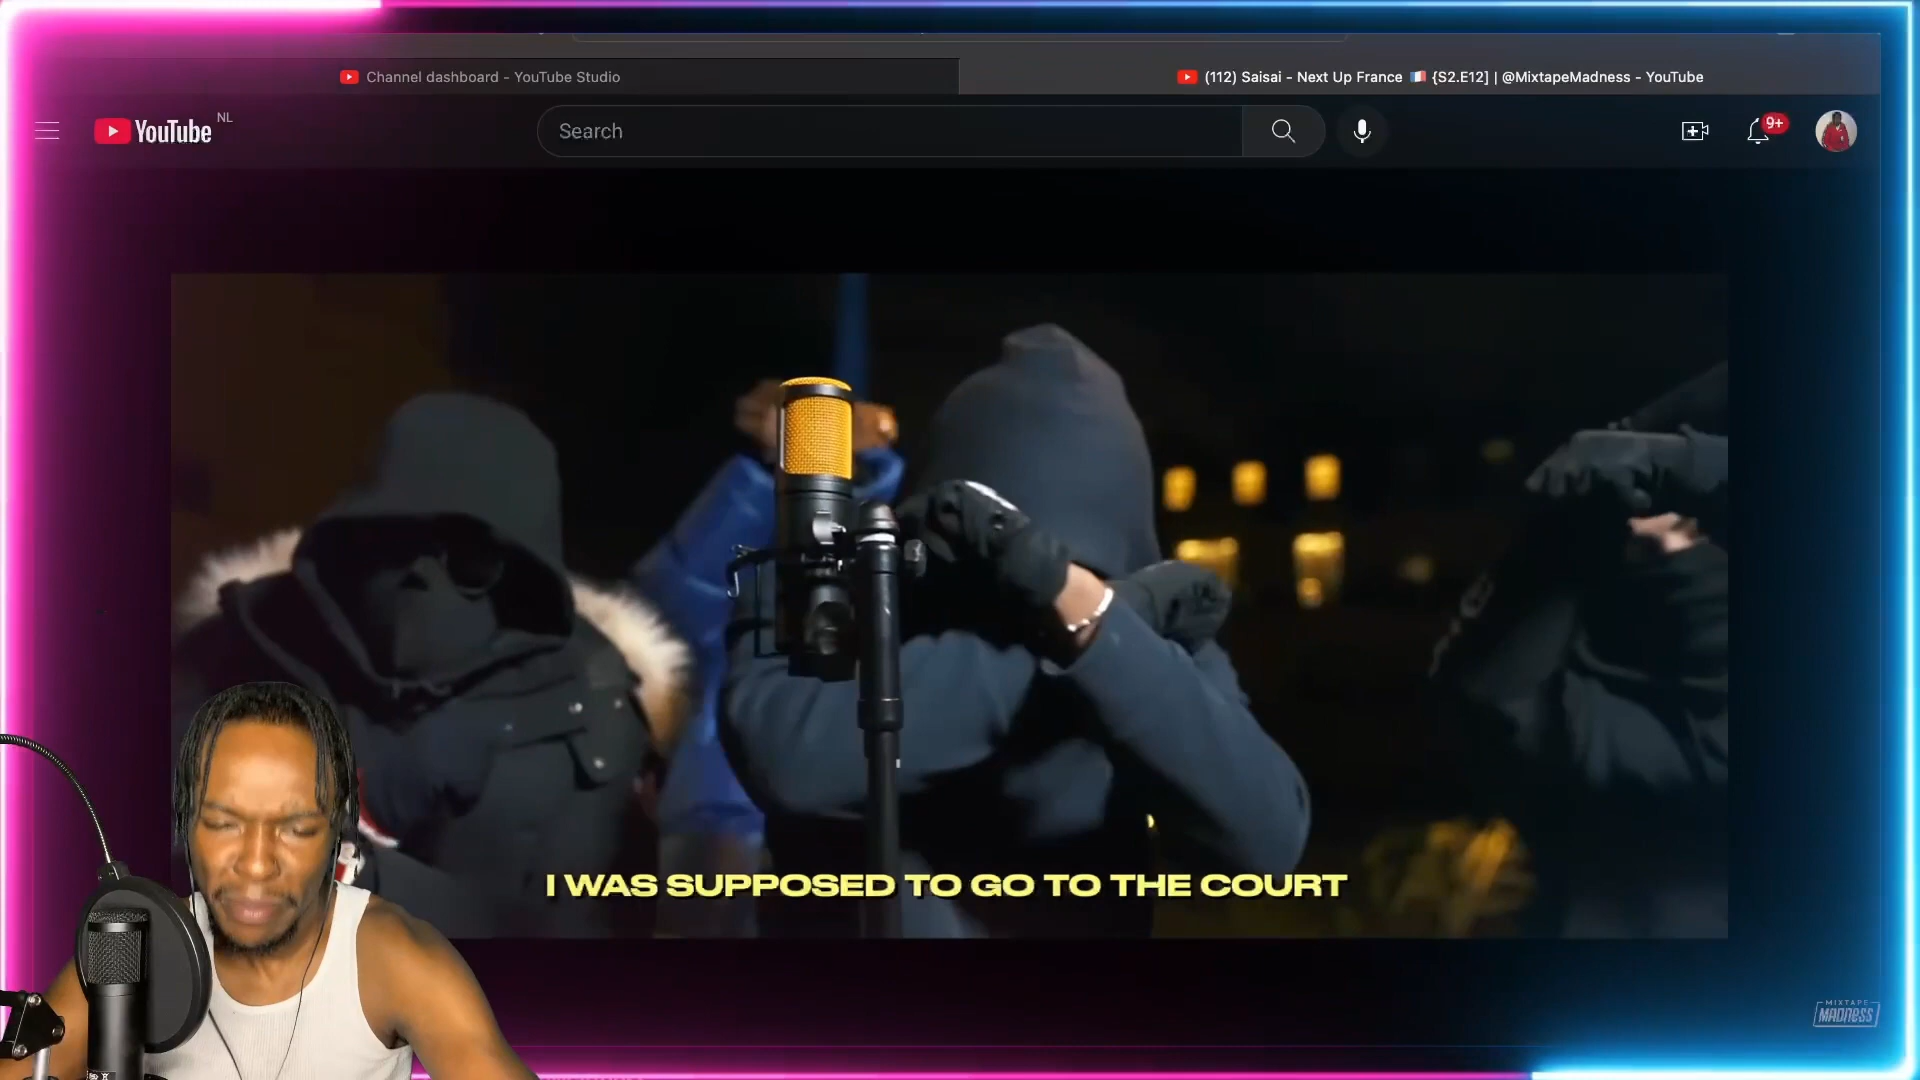 Channel dashboard - YouTube Studio
(112) Saisai - Next Up France 🇫🇷 {S2.E12] | @MixtapeMadness - YouTube
YouTube NL
Search
9+
I WAS SUPPOSED TO GO TO THE COURT
MIXTAPE
MADNESS